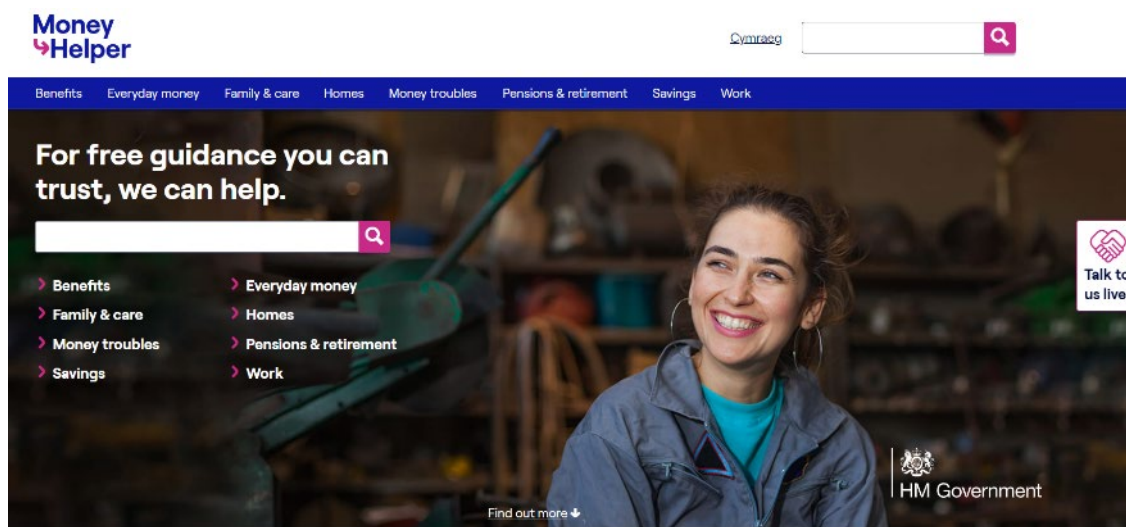 Money
Helper
Cymraeg
Benefits Everyday money Family & care Homes Money troubles Pensions & retirement Savings Work
For free guidance you can
trust, we can help.
Benefits
Everyday money
Family & care
Homes
Money troubles
Pensions & retirement
Savings
Work
Talk to
us live
HM Government
Find out more